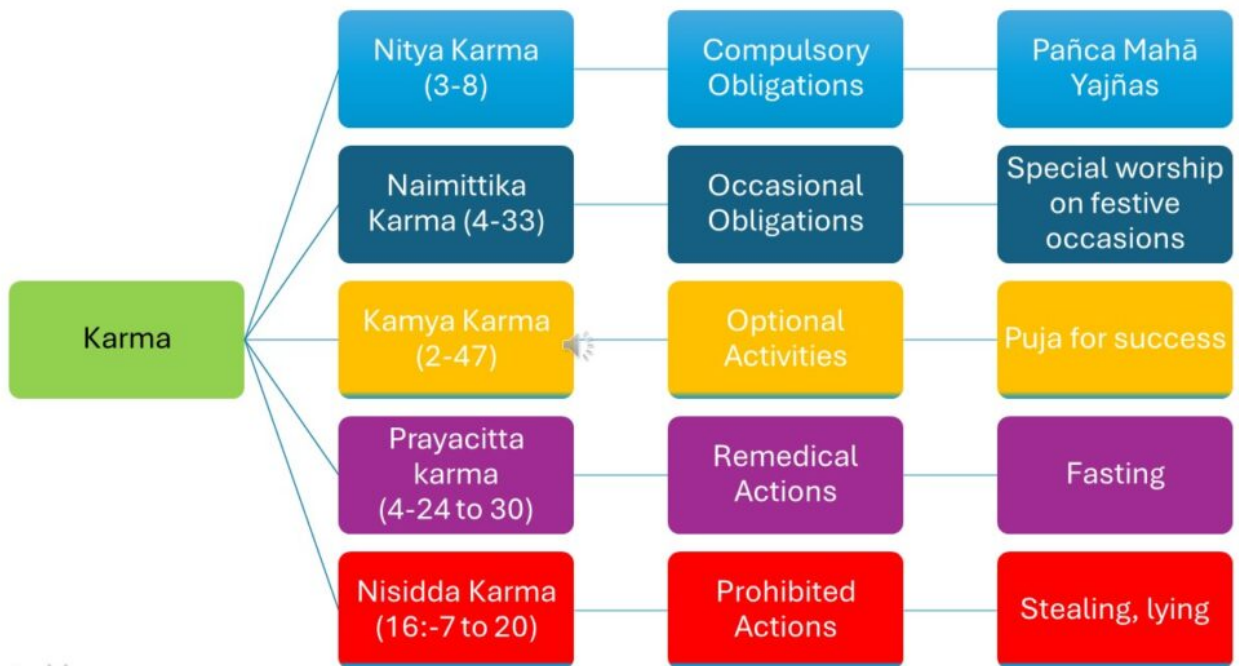 Karma
Nitya Karma
(3-8)
Compulsory
Obligations
Pañca Mahā
Yajñas
Naimittika
Karma (4-33)
Occasional
Obligations
Special worship
on festive
occasions
Kamya Karma
(2-47)
Optional
Activities
Puja for success
Prayacitta
karma
(4-24 to 30)
Remedical
Actions
Fasting
Nisidda Karma
(16:-7 to 20)
Prohibited
Actions
Stealing, lying